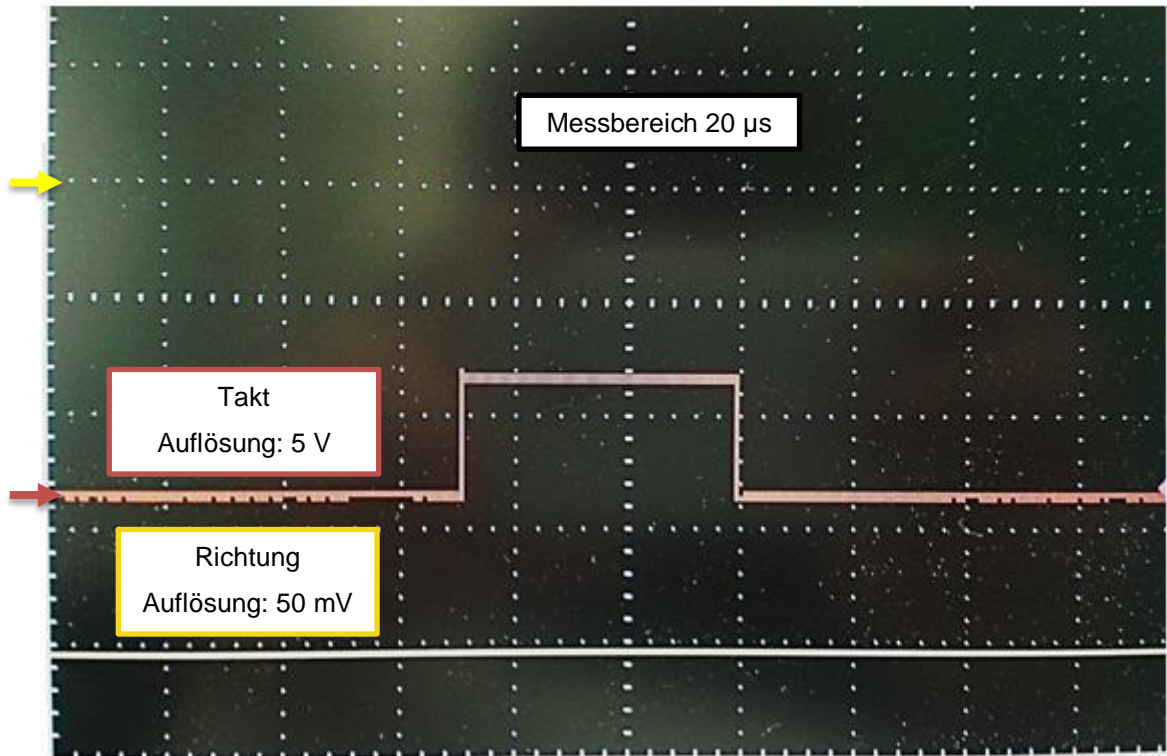 Messbereich 20 µs
Takt
Auflösung: 5 V
Richtung
Auflösung: 50 mV